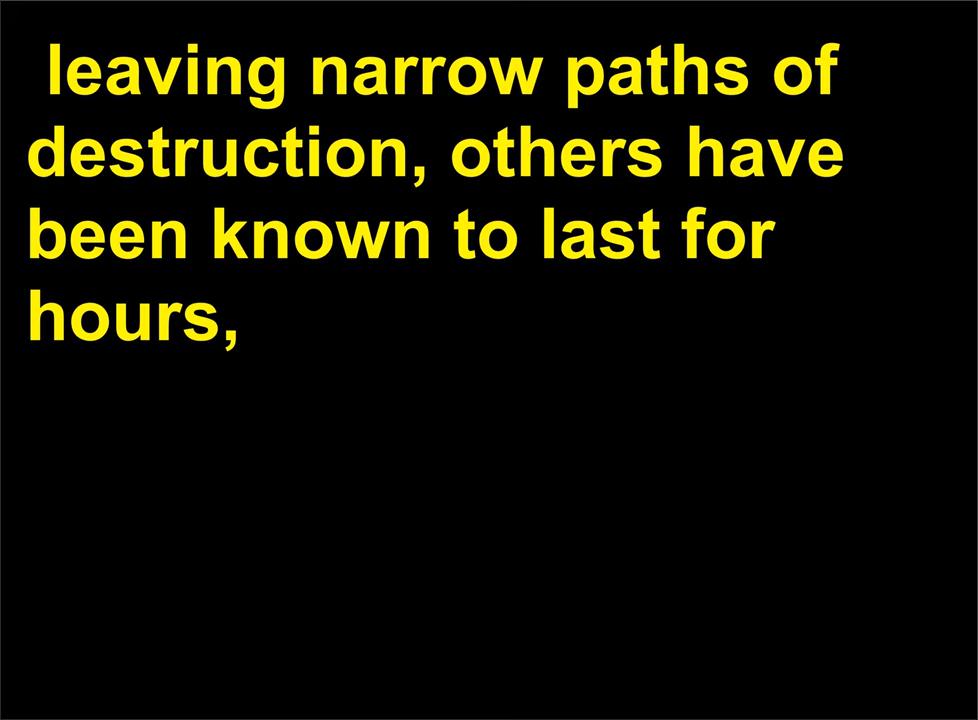 leaving narrow paths of
destruction, others have
been known to last for
hours,